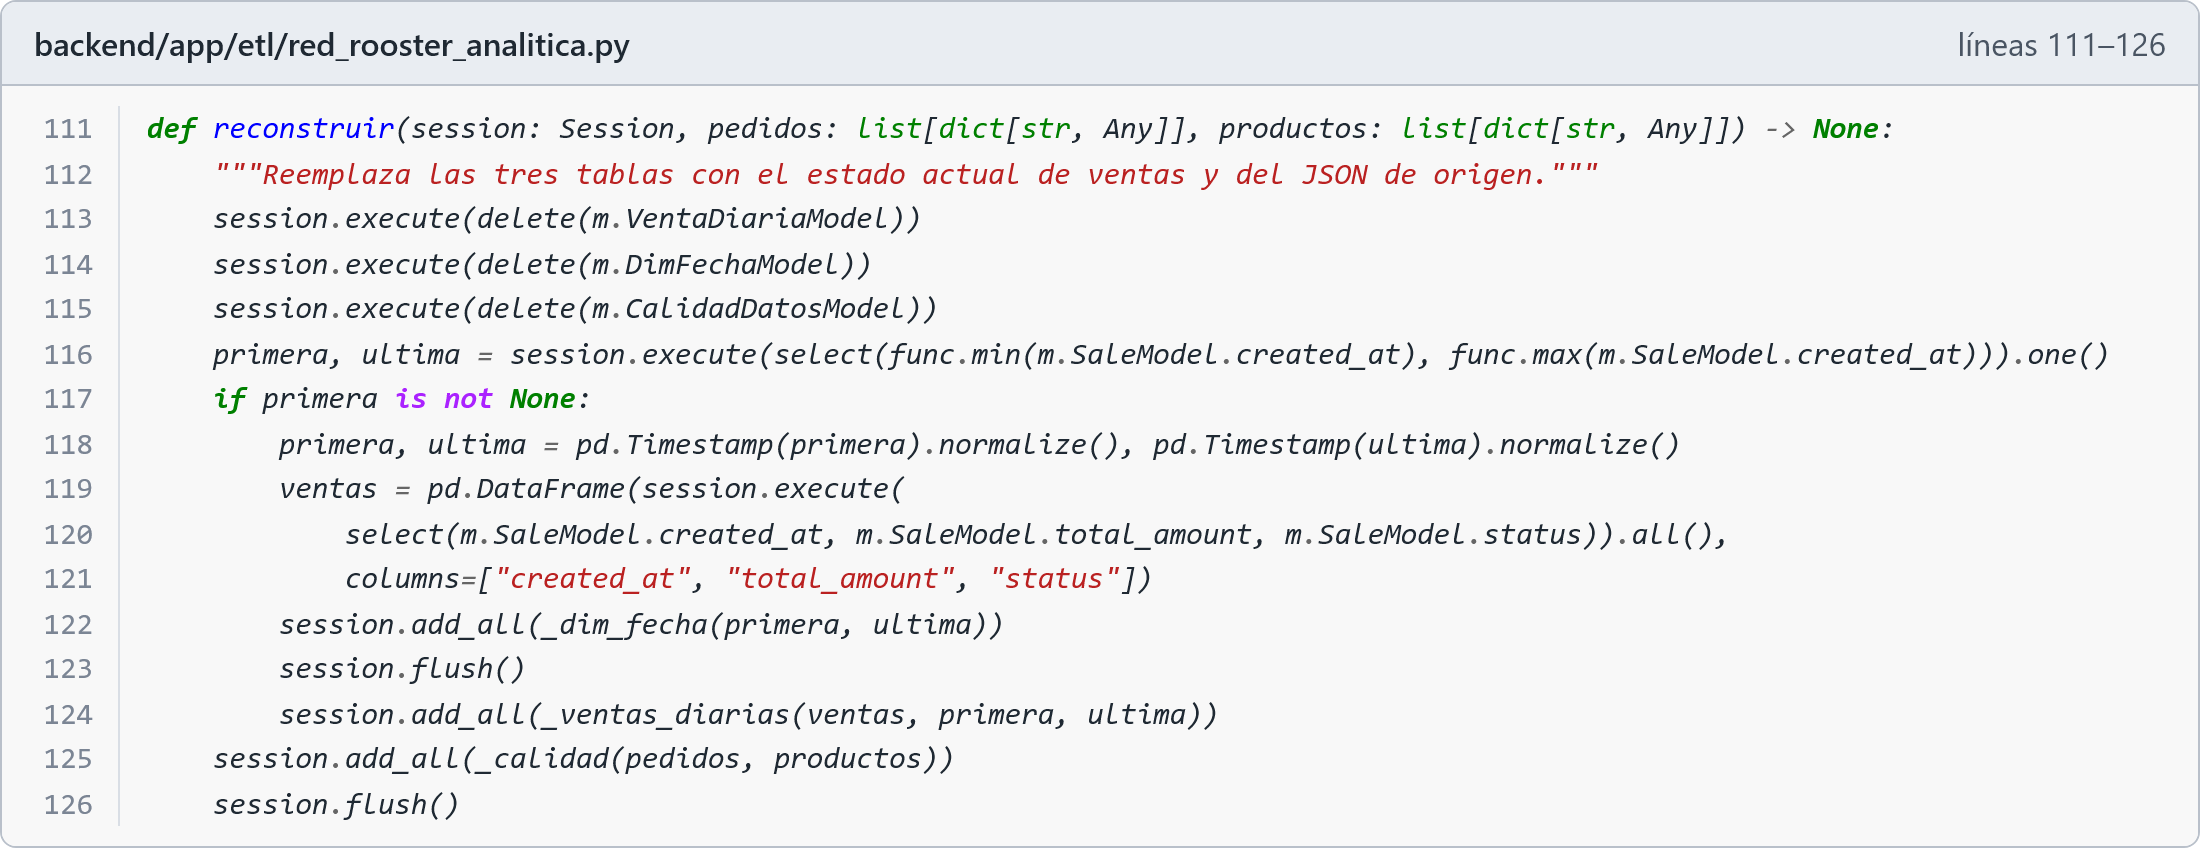 backend/app/etl/red_rooster_analitica.py
líneas 111–126
111 def reconstruir(session: Session, pedidos: list[dict[str, Any]], productos: list[dict[str, Any]]) -> None:
112     """Reemplaza las tres tablas con el estado actual de ventas y del JSON de origen."""
113     session.execute(delete(m.VentaDiariaModel))
114     session.execute(delete(m.DimFechaModel))
115     session.execute(delete(m.CalidadDatosModel))
116     primera, ultima = session.execute(select(func.min(m.SaleModel.created_at), func.max(m.SaleModel.created_at))).one()
117     if primera is not None:
118         primera, ultima = pd.Timestamp(primera).normalize(), pd.Timestamp(ultima).normalize()
119         ventas = pd.DataFrame(session.execute(
120             select(m.SaleModel.created_at, m.SaleModel.total_amount, m.SaleModel.status)).all(),
121             columns=["created_at", "total_amount", "status"])
122         session.add_all(_dim_fecha(primera, ultima))
123         session.flush()
124         session.add_all(_ventas_diarias(ventas, primera, ultima))
125     session.add_all(_calidad(pedidos, productos))
126     session.flush()